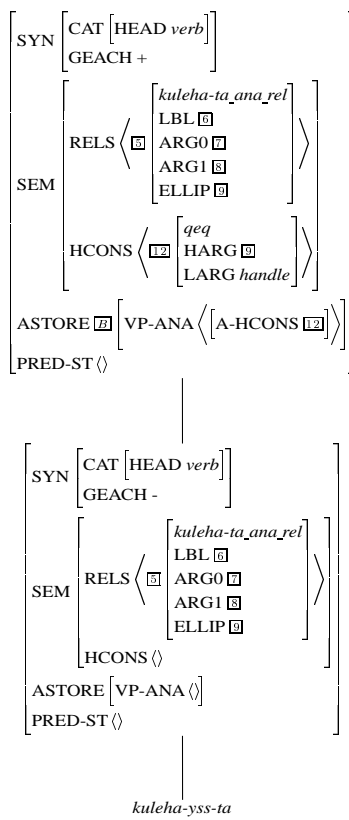 SYN [CAT [HEAD verb]
GEACH +]
SEM [RELS ⟨ 5 [kuleha-ta_ana_rel
LBL 6
ARG0 7
ARG1 8
ELLIP 9] ⟩
HCONS ⟨ 12 [qeq
HARG 9
LARG handle] ⟩]
ASTORE B [VP-ANA ⟨[A-HCONS 12]⟩]
PRED-ST ⟨⟩
SYN [CAT [HEAD verb]
GEACH -]
SEM [RELS ⟨ 5 [kuleha-ta_ana_rel
LBL 6
ARG0 7
ARG1 8
ELLIP 9] ⟩
HCONS ⟨⟩]
ASTORE [VP-ANA ⟨⟩]
PRED-ST ⟨⟩
kuleha-yss-ta